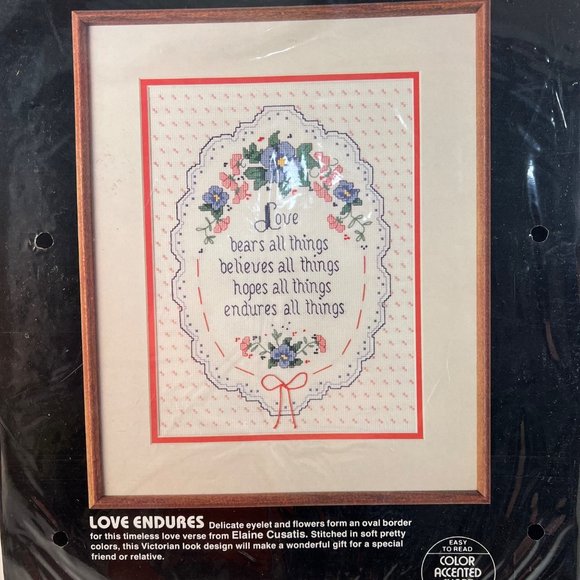 Love
bears all things
believes all things
hopes all things
endures all things
LOVE ENDURES Delicate eyelet and flowers form an oval border
for this timeless love verse from Elaine Cusatis. Stitched in soft pretty
colors, this Victorian look design will make a wonderful gift for a special
friend or relative.
EASY
TO READ
COLOR
ACCENTED